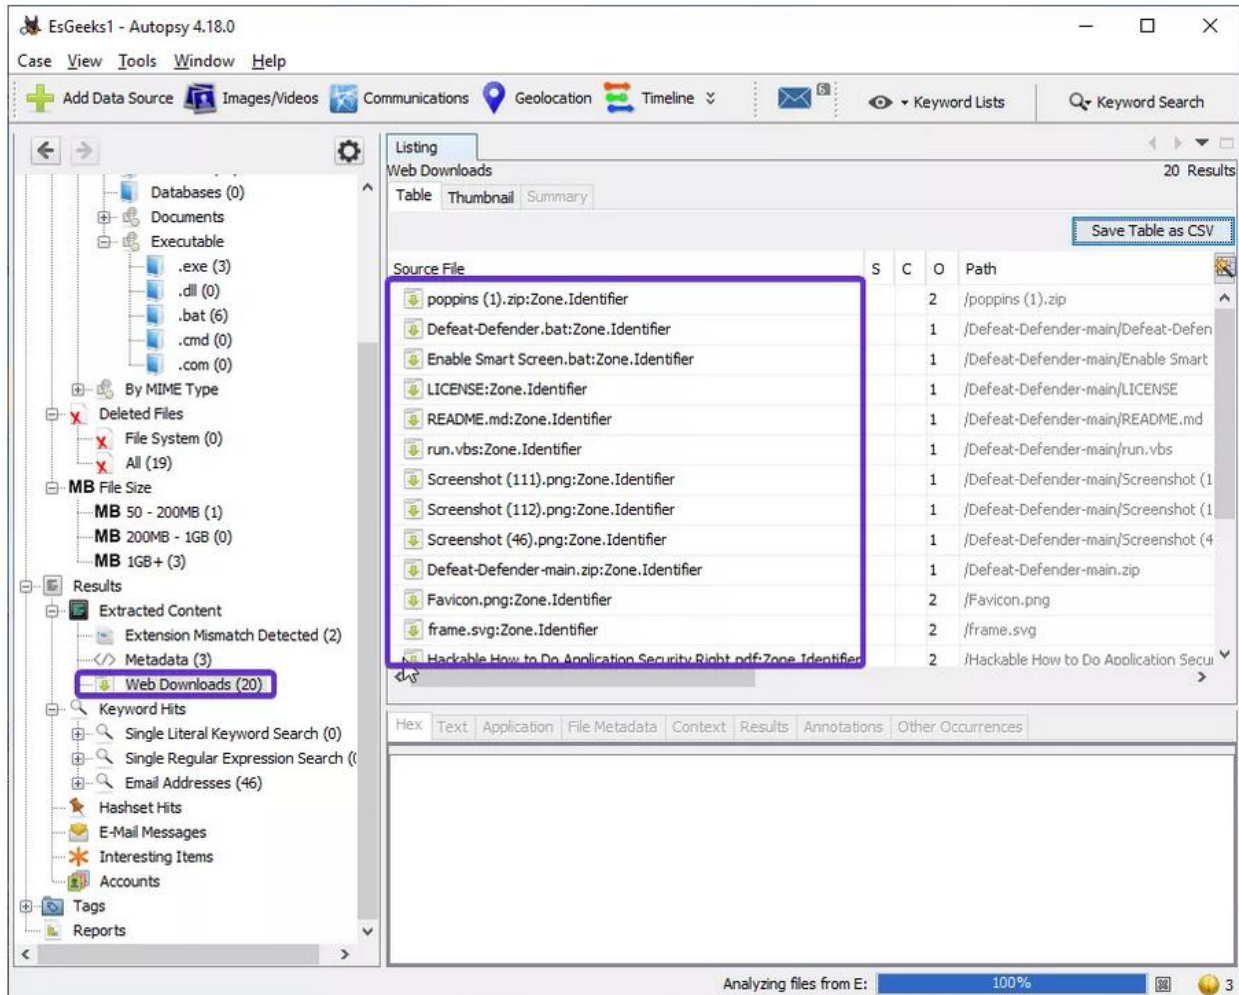 EsGeeks1 - Autopsy 4.18.0
Case View Tools Window Help
Add Data Source Images/Videos Communications Geolocation Timeline 6 Keyword Lists Keyword Search
Databases (0)
Documents
Executable
.exe (3)
.dll (0)
.bat (6)
.cmd (0)
.com (0)
By MIME Type
Deleted Files
File System (0)
All (19)
MB File Size
MB 50 - 200MB (1)
MB 200MB - 1GB (0)
MB 1GB+ (3)
Results
Extracted Content
Extension Mismatch Detected (2)
Metadata (3)
Web Downloads (20)
Keyword Hits
Single Literal Keyword Search (0)
Single Regular Expression Search (0
Email Addresses (46)
Hashset Hits
E-Mail Messages
Interesting Items
Accounts
Tags
Reports
Listing
Web Downloads 20 Results
Table Thumbnail Summary
Save Table as CSV
Source File S C O Path
poppins (1).zip:Zone.Identifier 2 /poppins (1).zip
Defeat-Defender.bat:Zone.Identifier 1 /Defeat-Defender-main/Defeat-Defen
Enable Smart Screen.bat:Zone.Identifier 1 /Defeat-Defender-main/Enable Smart
LICENSE:Zone.Identifier 1 /Defeat-Defender-main/LICENSE
README.md:Zone.Identifier 1 /Defeat-Defender-main/README.md
run.vbs:Zone.Identifier 1 /Defeat-Defender-main/run.vbs
Screenshot (111).png:Zone.Identifier 1 /Defeat-Defender-main/Screenshot (1
Screenshot (112).png:Zone.Identifier 1 /Defeat-Defender-main/Screenshot (1
Screenshot (46).png:Zone.Identifier 1 /Defeat-Defender-main/Screenshot (4
Defeat-Defender-main.zip:Zone.Identifier 1 /Defeat-Defender-main.zip
Favicon.png:Zone.Identifier 2 /Favicon.png
frame.svg:Zone.Identifier 2 /frame.svg
Hackable How to Do Application Security Right.pdf:Zone.Identifier 2 /Hackable How to Do Application Secur
Hex Text Application File Metadata Context Results Annotations Other Occurrences
Analyzing files from E: 100% 3